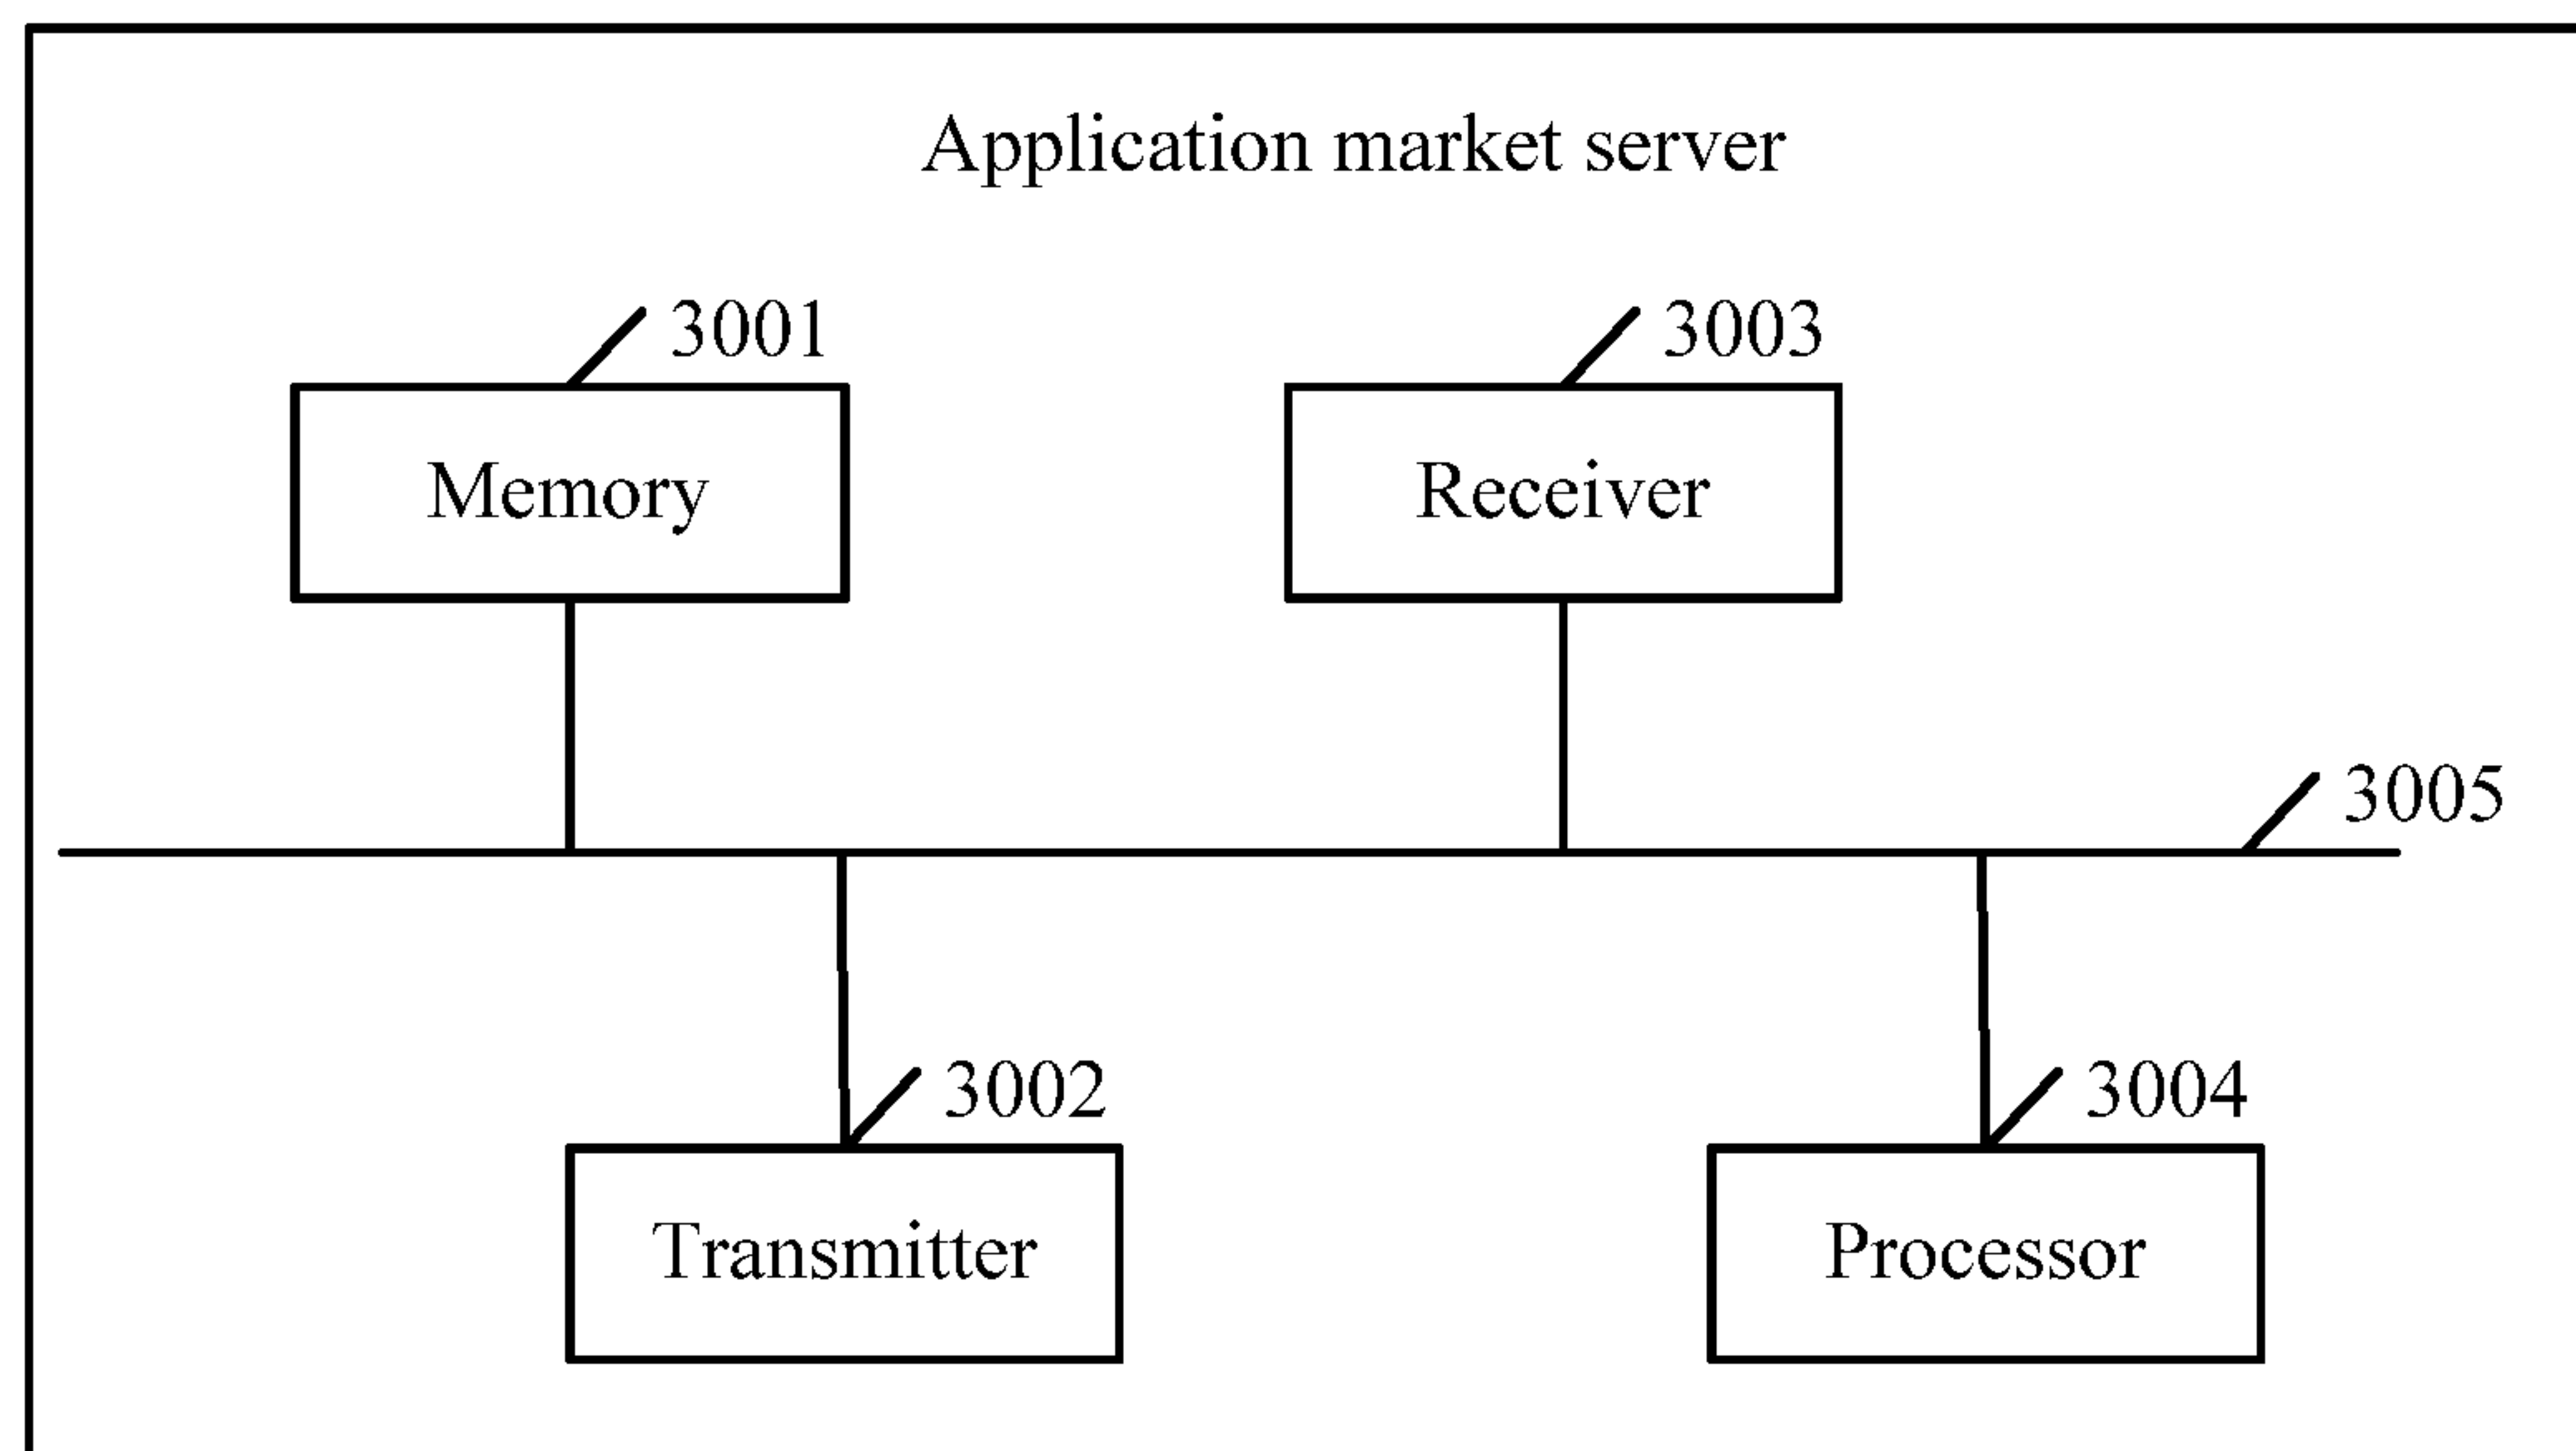 Application market server
3001
3003
Memory
Receiver
3005
3002
3004
Transmitter
Processor